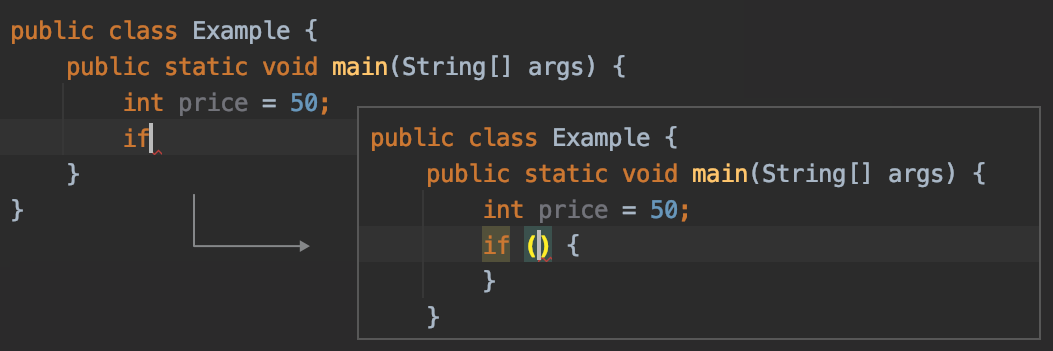 public class Example {
    public static void main(String[] args) {
        int price = 50;
        if
    }
}
public class Example {
    public static void main(String[] args) {
        int price = 50;
        if () {
        }
    }